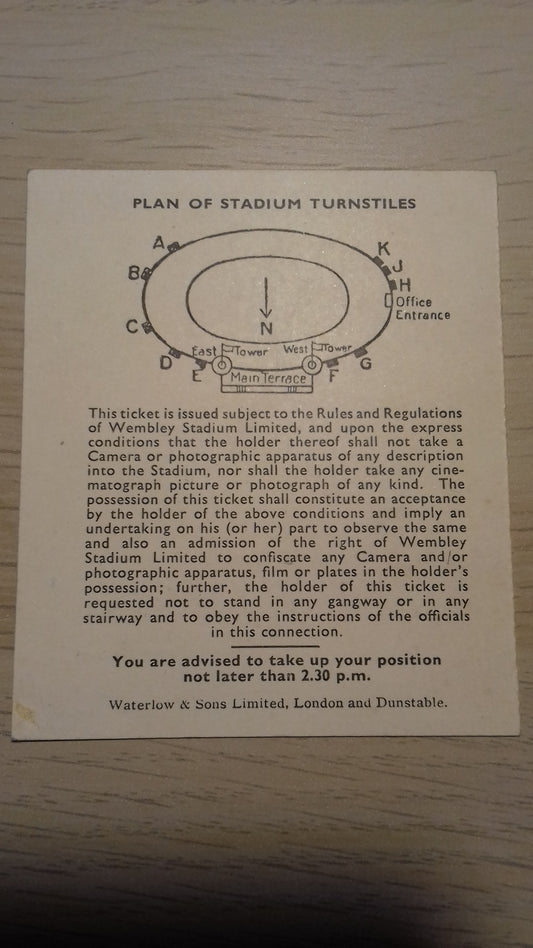 PLAN OF STADIUM TURNSTILES
A
K
B
J
H
Office
Entrance
N
C
East Tower
West Tower
D
G
E
Main Terrace
F
This ticket is issued subject to the Rules and Regulations
of Wembley Stadium Limited, and upon the express
conditions that the holder thereof shall not take a
Camera or photographic apparatus of any description
into the Stadium, nor shall the holder take any cine-
matograph picture or photograph of any kind. The
possession of this ticket shall constitute an acceptance
by the holder of the above conditions and imply an
undertaking on his (or her) part to observe the same
and also an admission of the right of Wembley
Stadium Limited to confiscate any Camera and/or
photographic apparatus, film or plates in the holder's
possession; further, the holder of this ticket is
requested not to stand in any gangway or in any
stairway and to obey the instructions of the officials
in this connection.
You are advised to take up your position
not later than 2.30 p.m.
Waterlow & Sons Limited, London and Dunstable.